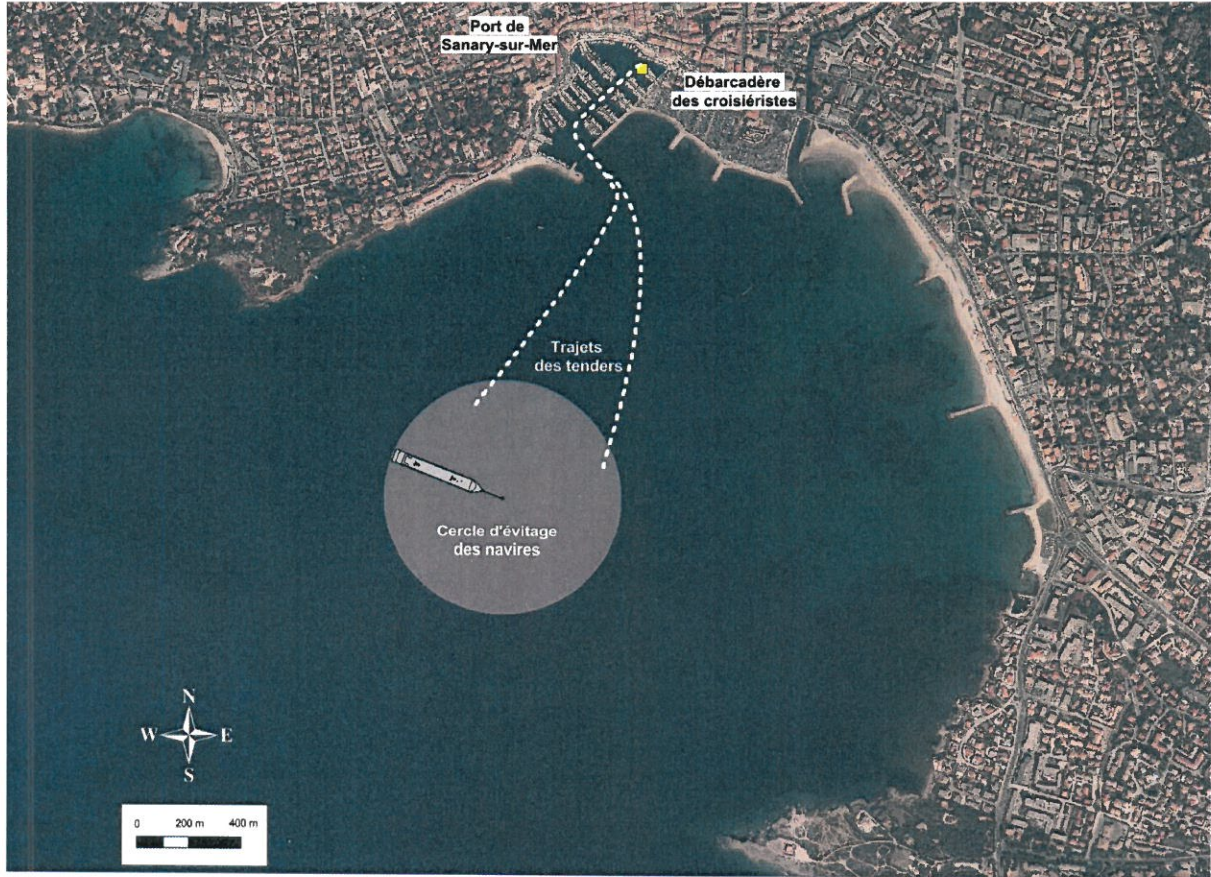 Port de
Sanary-sur-Mer
Débarcadère
des croisiéristes
Trajets
des tenders
Cercle d'évitage
des navires
N
W E
S
0 200 m 400 m